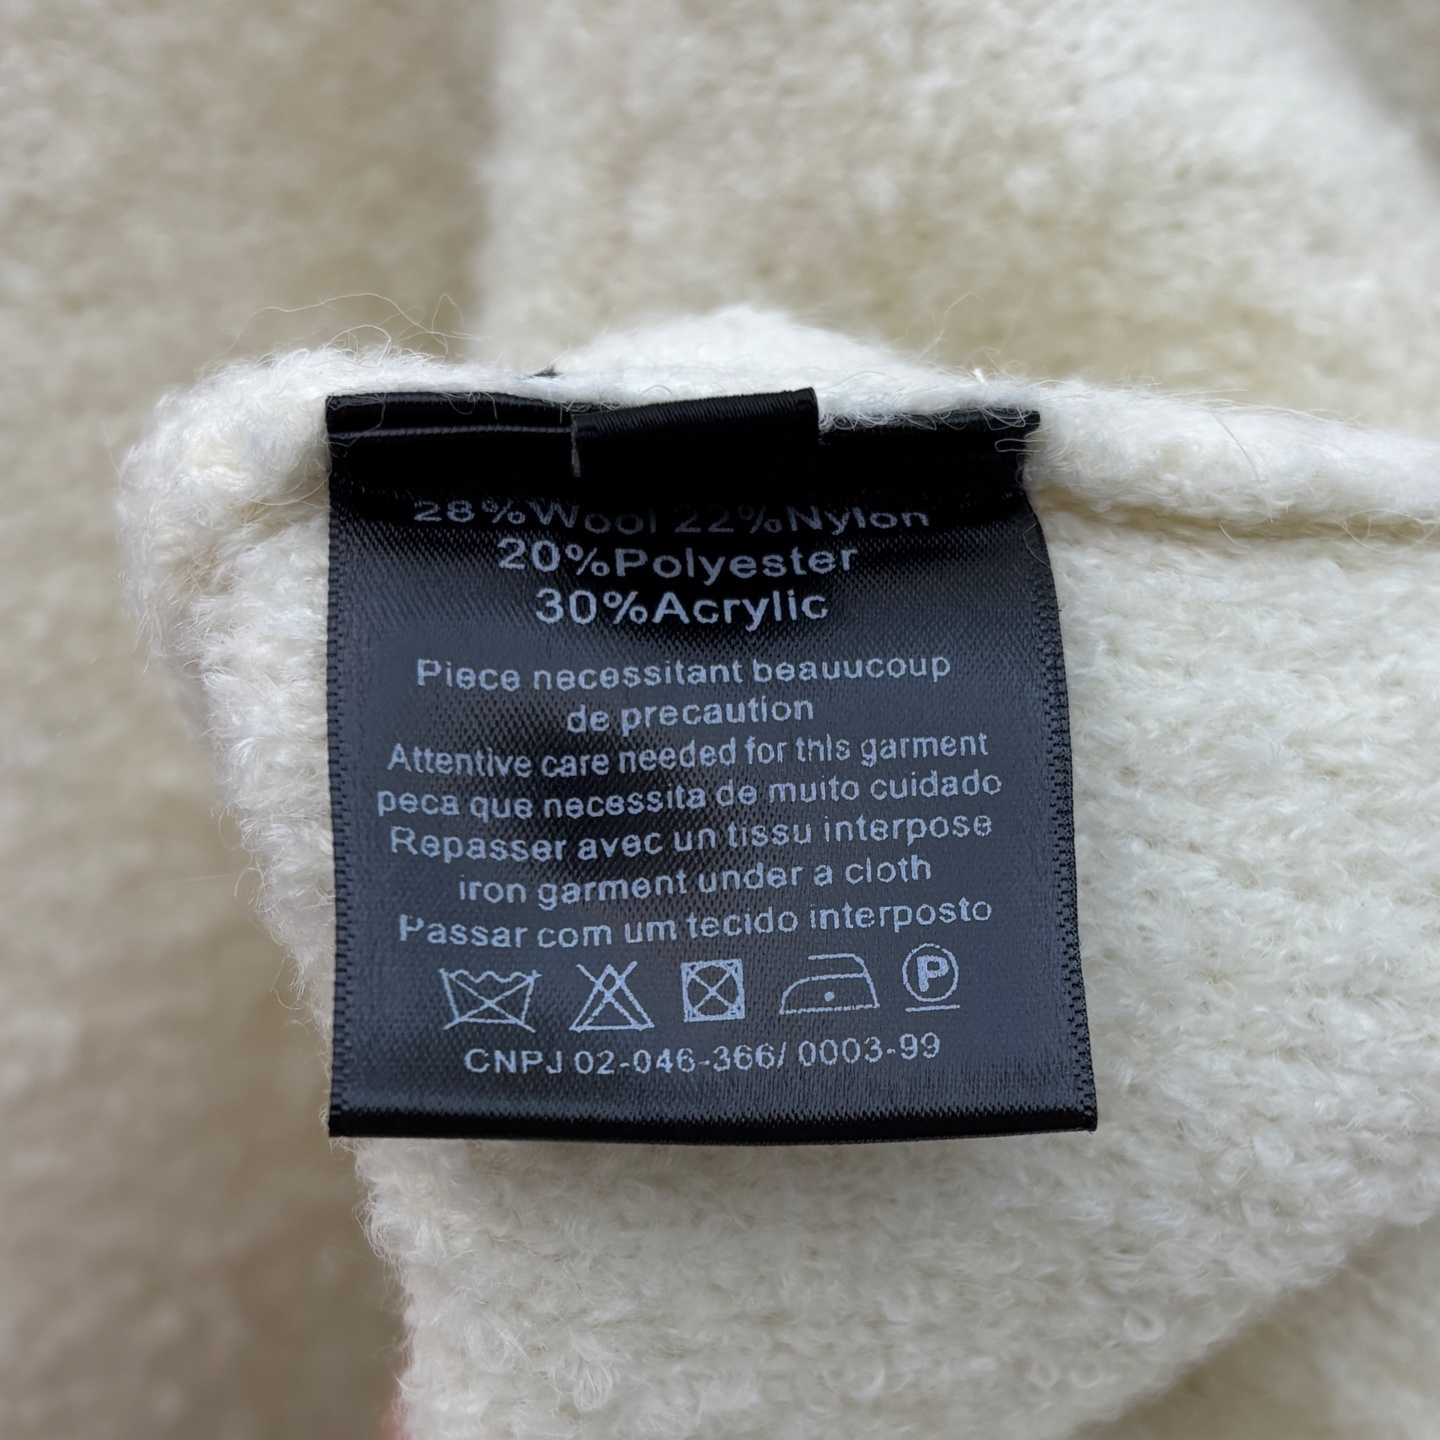 28%Wool 22%Nylon
20%Polyester
30%Acrylic
Piece necessitant beauucoup
de precaution
Attentive care needed for this garment
peca que necessita de muito cuidado
Repasser avec un tissu interpose
iron garment under a cloth
Passar com um tecido interposto
P
CNPJ 02-046-366/ 0003-99